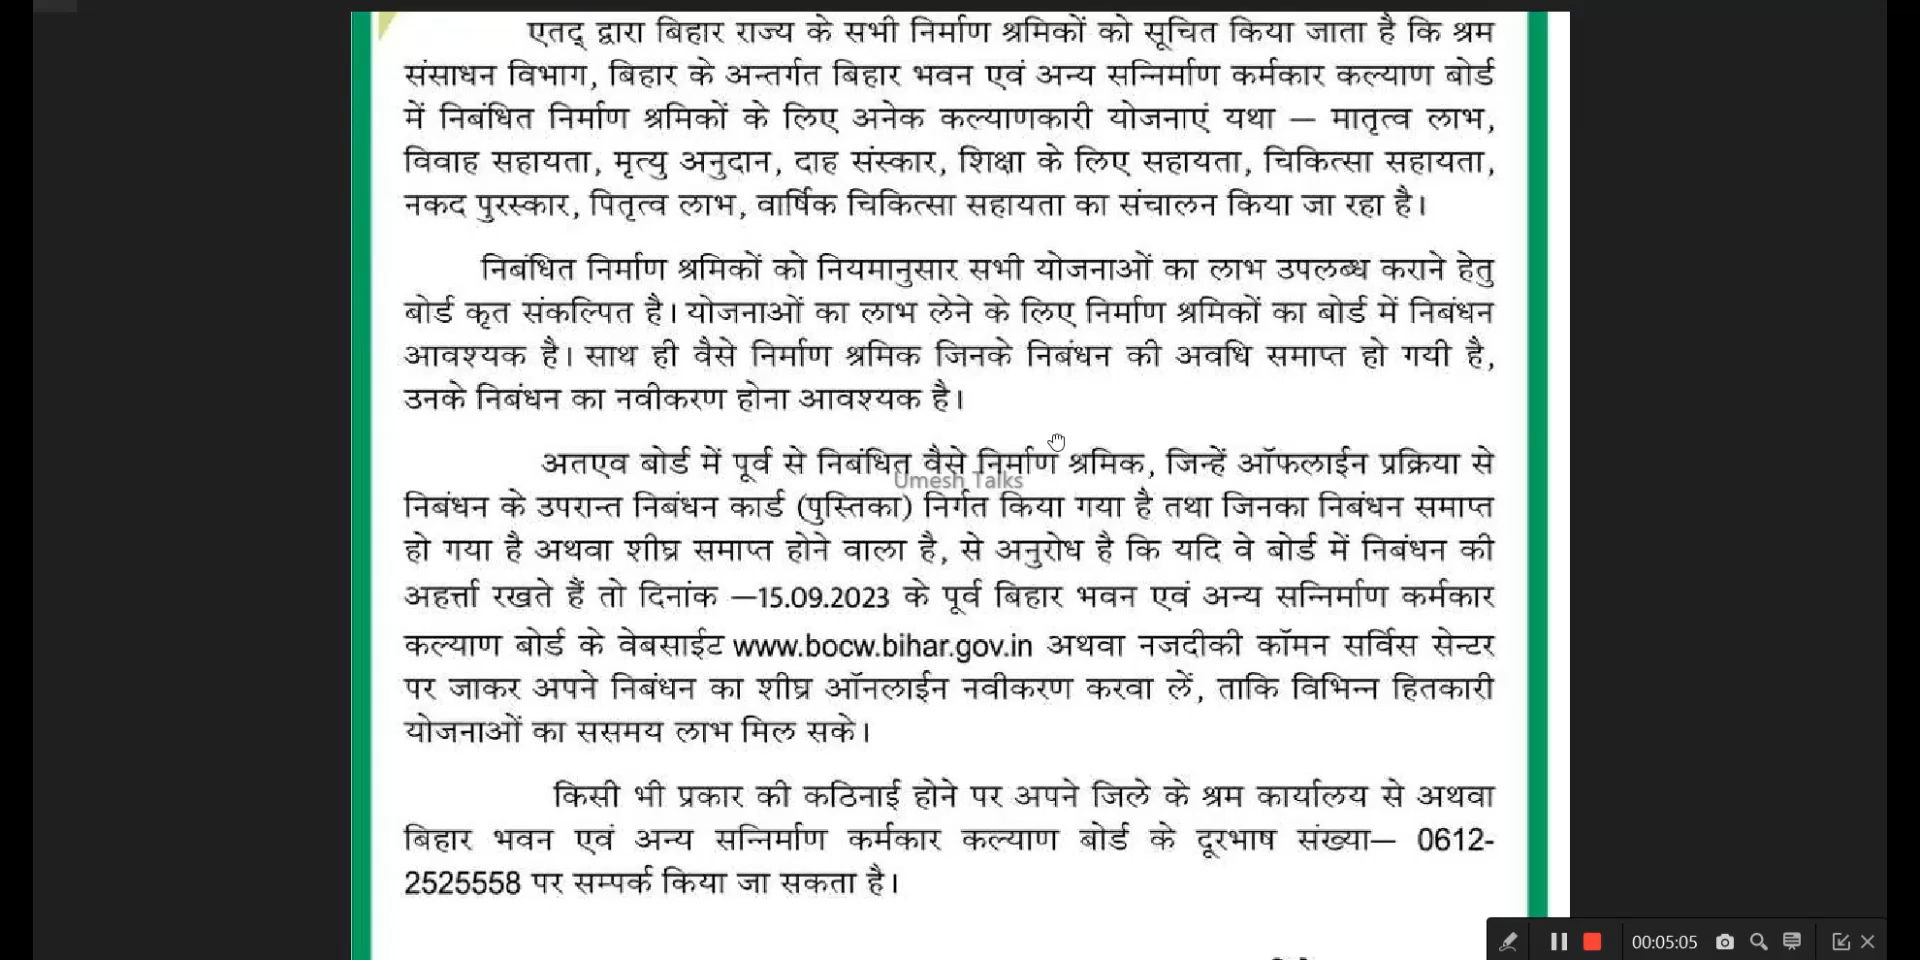 एतद् द्वारा बिहार राज्य के सभी निर्माण श्रमिकों को सूचित किया जाता है कि श्रम
संसाधन विभाग, बिहार के अन्तर्गत बिहार भवन एवं अन्य सन्निर्माण कर्मकार कल्याण बोर्ड
में निबंधित निर्माण श्रमिकों के लिए अनेक कल्याणकारी योजनाएं यथा – मातृत्व लाभ,
विवाह सहायता, मृत्यु अनुदान, दाह संस्कार, शिक्षा के लिए सहायता, चिकित्सा सहायता,
नकद पुरस्कार, पितृत्व लाभ, वार्षिक चिकित्सा सहायता का संचालन किया जा रहा है।
निबंधित निर्माण श्रमिकों को नियमानुसार सभी योजनाओं का लाभ उपलब्ध कराने हेतु
बोर्ड कृत संकल्पित है। योजनाओं का लाभ लेने के लिए निर्माण श्रमिकों का बोर्ड में निबंधन
आवश्यक है। साथ ही वैसे निर्माण श्रमिक जिनके निबंधन की अवधि समाप्त हो गयी है,
उनके निबंधन का नवीकरण होना आवश्यक है।
अतएव बोर्ड में पूर्व से निबंधित वैसे निर्माण श्रमिक, जिन्हें ऑफलाईन प्रक्रिया से
Umesh Talks
निबंधन के उपरान्त निबंधन कार्ड (पुस्तिका) निर्गत किया गया है तथा जिनका निबंधन समाप्त
हो गया है अथवा शीघ्र समाप्त होने वाला है, से अनुरोध है कि यदि वे बोर्ड में निबंधन की
अहर्त्ता रखते हैं तो दिनांक –15.09.2023 के पूर्व बिहार भवन एवं अन्य सन्निर्माण कर्मकार
कल्याण बोर्ड के वेबसाईट www.bocw.bihar.gov.in अथवा नजदीकी कॉमन सर्विस सेन्टर
पर जाकर अपने निबंधन का शीघ्र ऑनलाईन नवीकरण करवा लें, ताकि विभिन्न हितकारी
योजनाओं का ससमय लाभ मिल सके।
किसी भी प्रकार की कठिनाई होने पर अपने जिले के श्रम कार्यालय से अथवा
बिहार भवन एवं अन्य सन्निर्माण कर्मकार कल्याण बोर्ड के दूरभाष संख्या– 0612-
2525558 पर सम्पर्क किया जा सकता है।
00:05:05